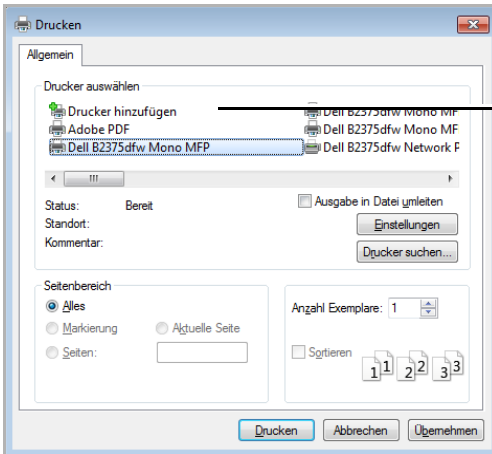 Drucken
Allgemein
Drucker auswählen
Drucker hinzufügen
Dell B2375dfw Mono MF
Adobe PDF
Dell B2375dfw Mono MF
Dell B2375dfw Mono MFP
Dell B2375dfw Network F
Status: Bereit
Ausgabe in Datei umleiten
Standort:
Einstellungen
Kommentar:
Drucker suchen...
Seitenbereich
Alles
Anzahl Exemplare: 1
Markierung
Aktuelle Seite
Seiten:
Sortieren
1 1 2 2 3 3
Drucken Abbrechen Übernehmen